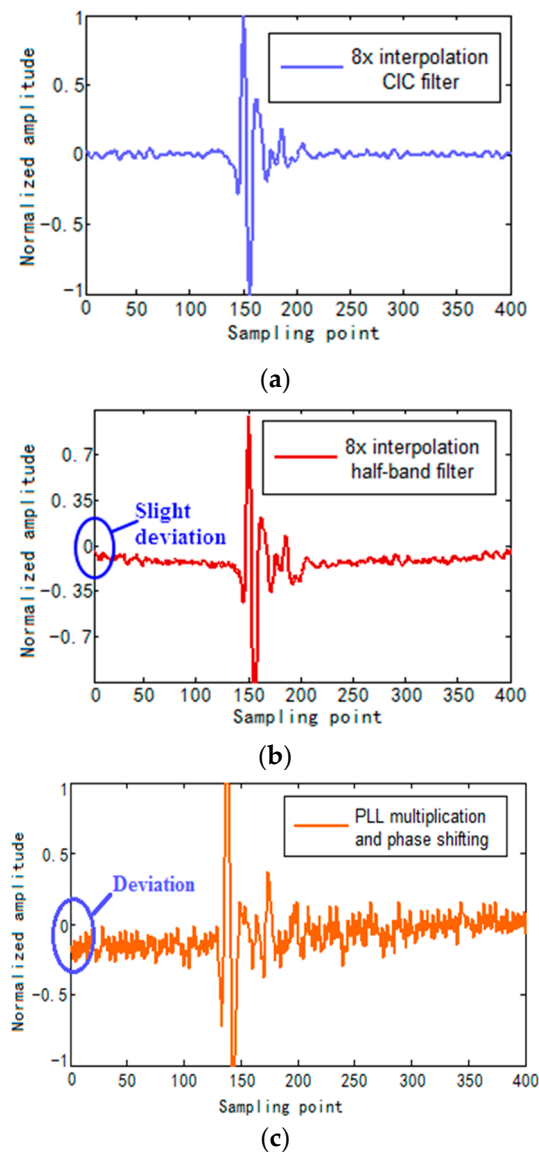 1
0.5
0
-0.5
-1
Normalized amplitude
8x interpolation
CIC filter
0 50 100 150 200 250 300 350 400
Sampling point
(a)
0.7
0.35
0
-0.35
-0.7
Normalized amplitude
8x interpolation
half-band filter
Slight
deviation
0 50 100 150 200 250 300 350 400
Sampling point
(b)
1
0.5
0
-0.5
-1
Normalized amplitude
PLL multiplication
and phase shifting
Deviation
0 50 100 150 200 250 300 350 400
Sampling point
(c)